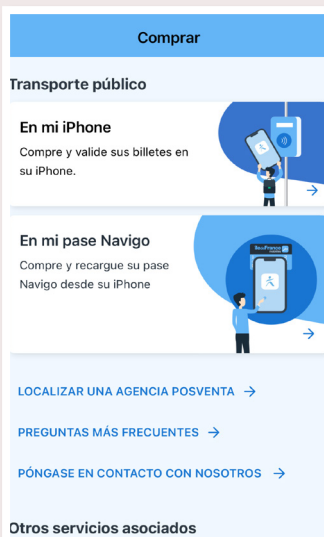 Comprar
Transporte público
En mi iPhone
Compre y valide sus billetes en
su iPhone.
En mi pase Navigo
Compre y recargue su pase
Navigo desde su iPhone
LOCALIZAR UNA AGENCIA POSVENTA
PREGUNTAS MÁS FRECUENTES
PÓNGASE EN CONTACTO CON NOSOTROS
Otros servicios asociados